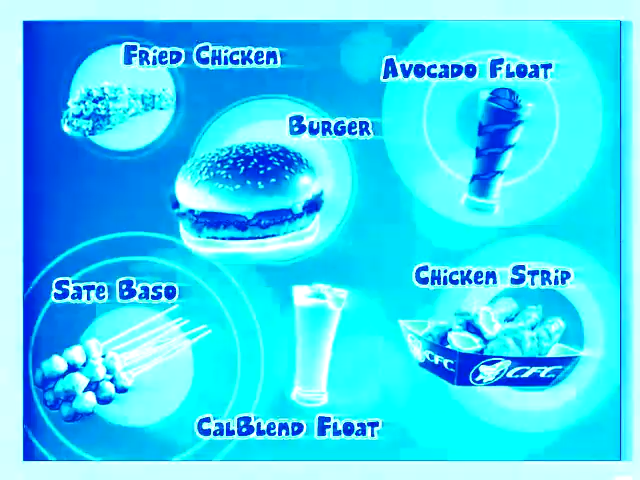 Fried Chicken
Avocado Float
Burger
Sate Baso
Chicken Strip
CFC
CFC
CalBlend Float